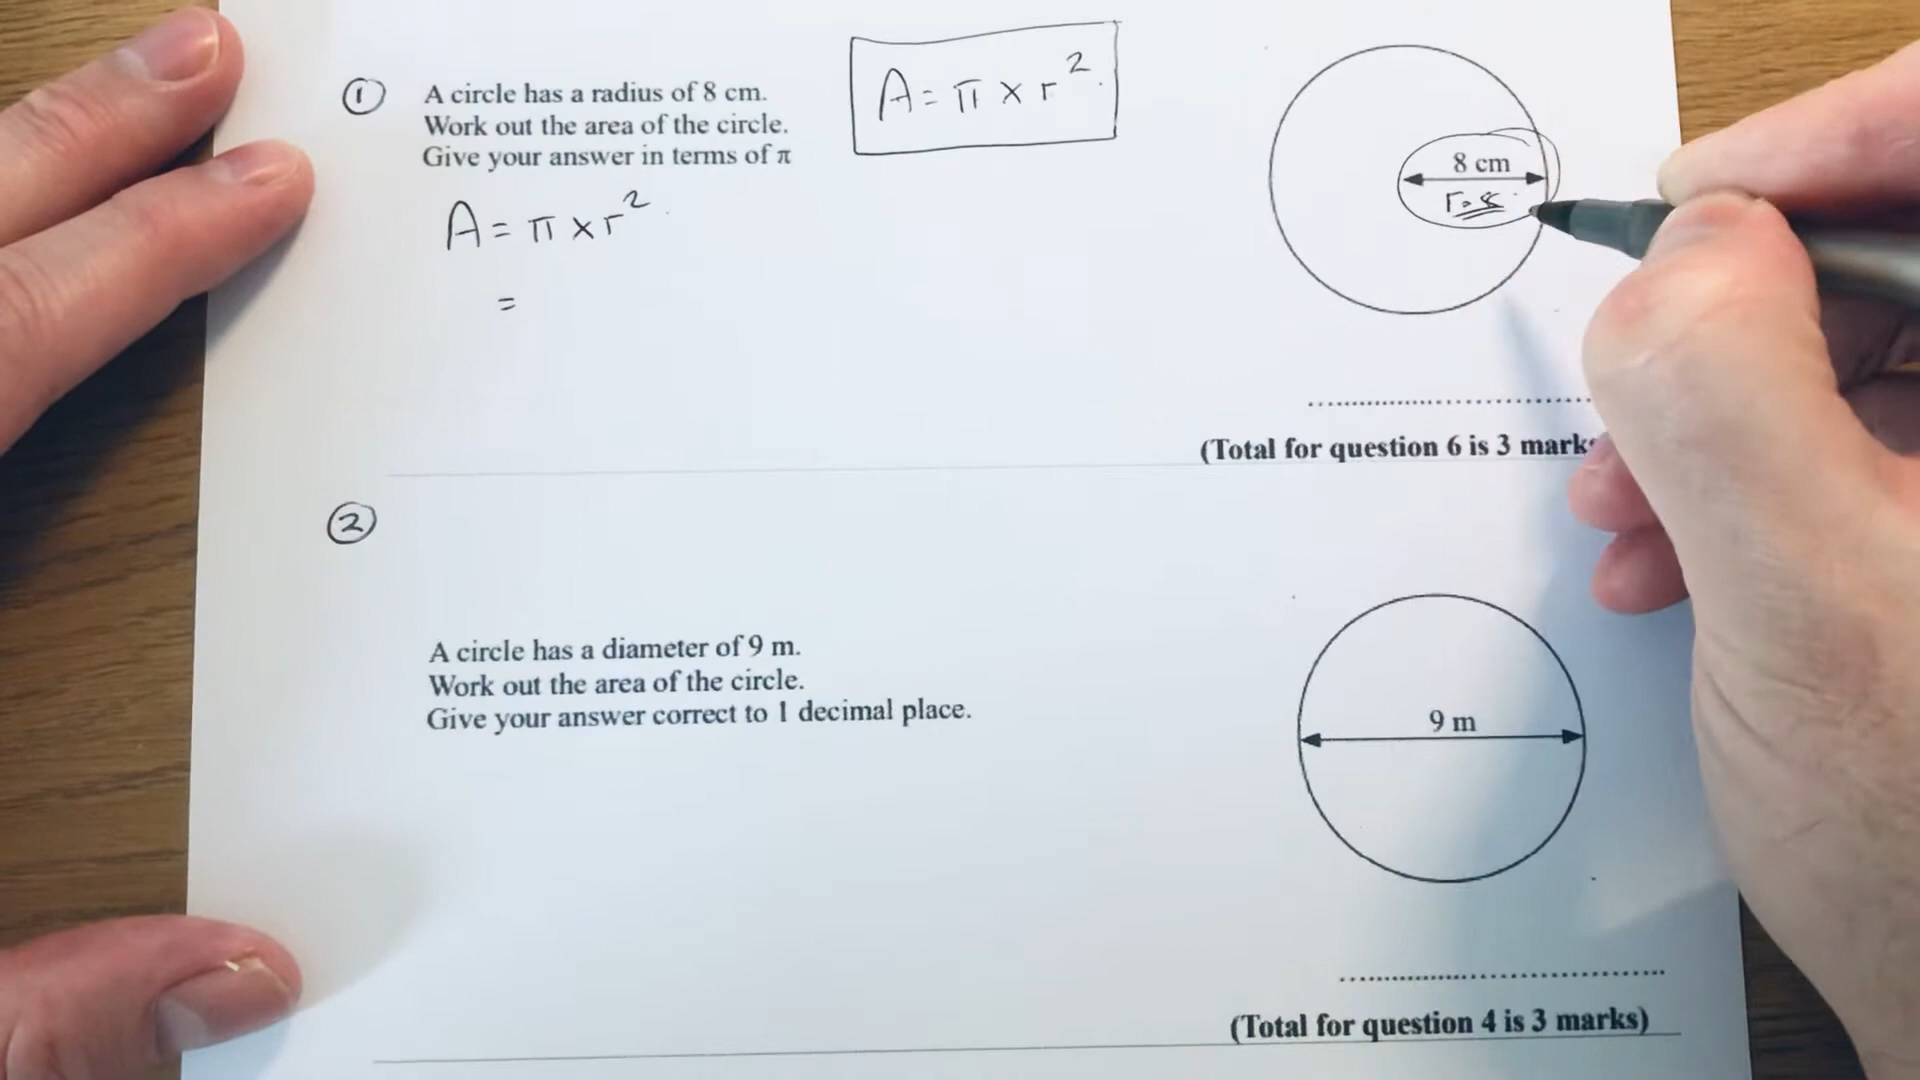 ① A circle has a radius of 8 cm.
Work out the area of the circle.
Give your answer in terms of π
A = π × r²
A = π × r²
=
8 cm
r = 8
(Total for question 6 is 3 marks
②
A circle has a diameter of 9 m.
Work out the area of the circle.
Give your answer correct to 1 decimal place.
9 m
(Total for question 4 is 3 marks)